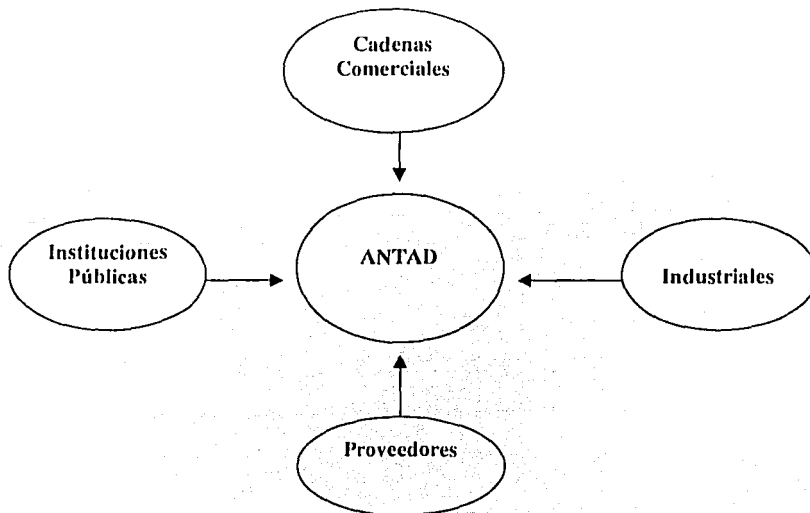 Cadenas
Comerciales
Instituciones
Públicas
ANTAD
Industriales
Proveedores